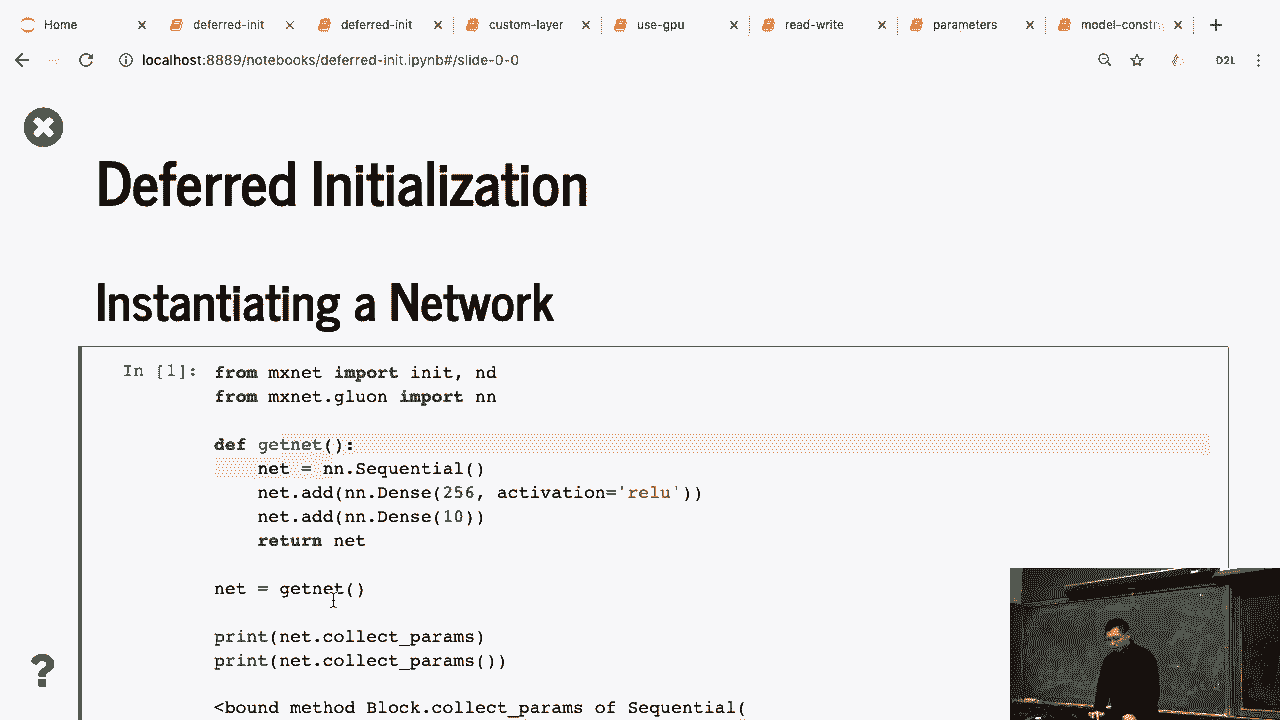 Home
deferred-init
deferred-init
custom-layer
use-gpu
read-write
parameters
model-constr
localhost:8889/notebooks/deferred-init.ipynb#/slide-0-0
D2L
Deferred Initialization
Instantiating a Network
In [1]:
from mxnet import init, nd
from mxnet.gluon import nn
def getnet():
net = nn.Sequential()
net.add(nn.Dense(256, activation='relu'))
net.add(nn.Dense(10))
return net
net = getnet()
print(net.collect_params)
print(net.collect_params())
<bound method Block.collect_params of Sequential(
?